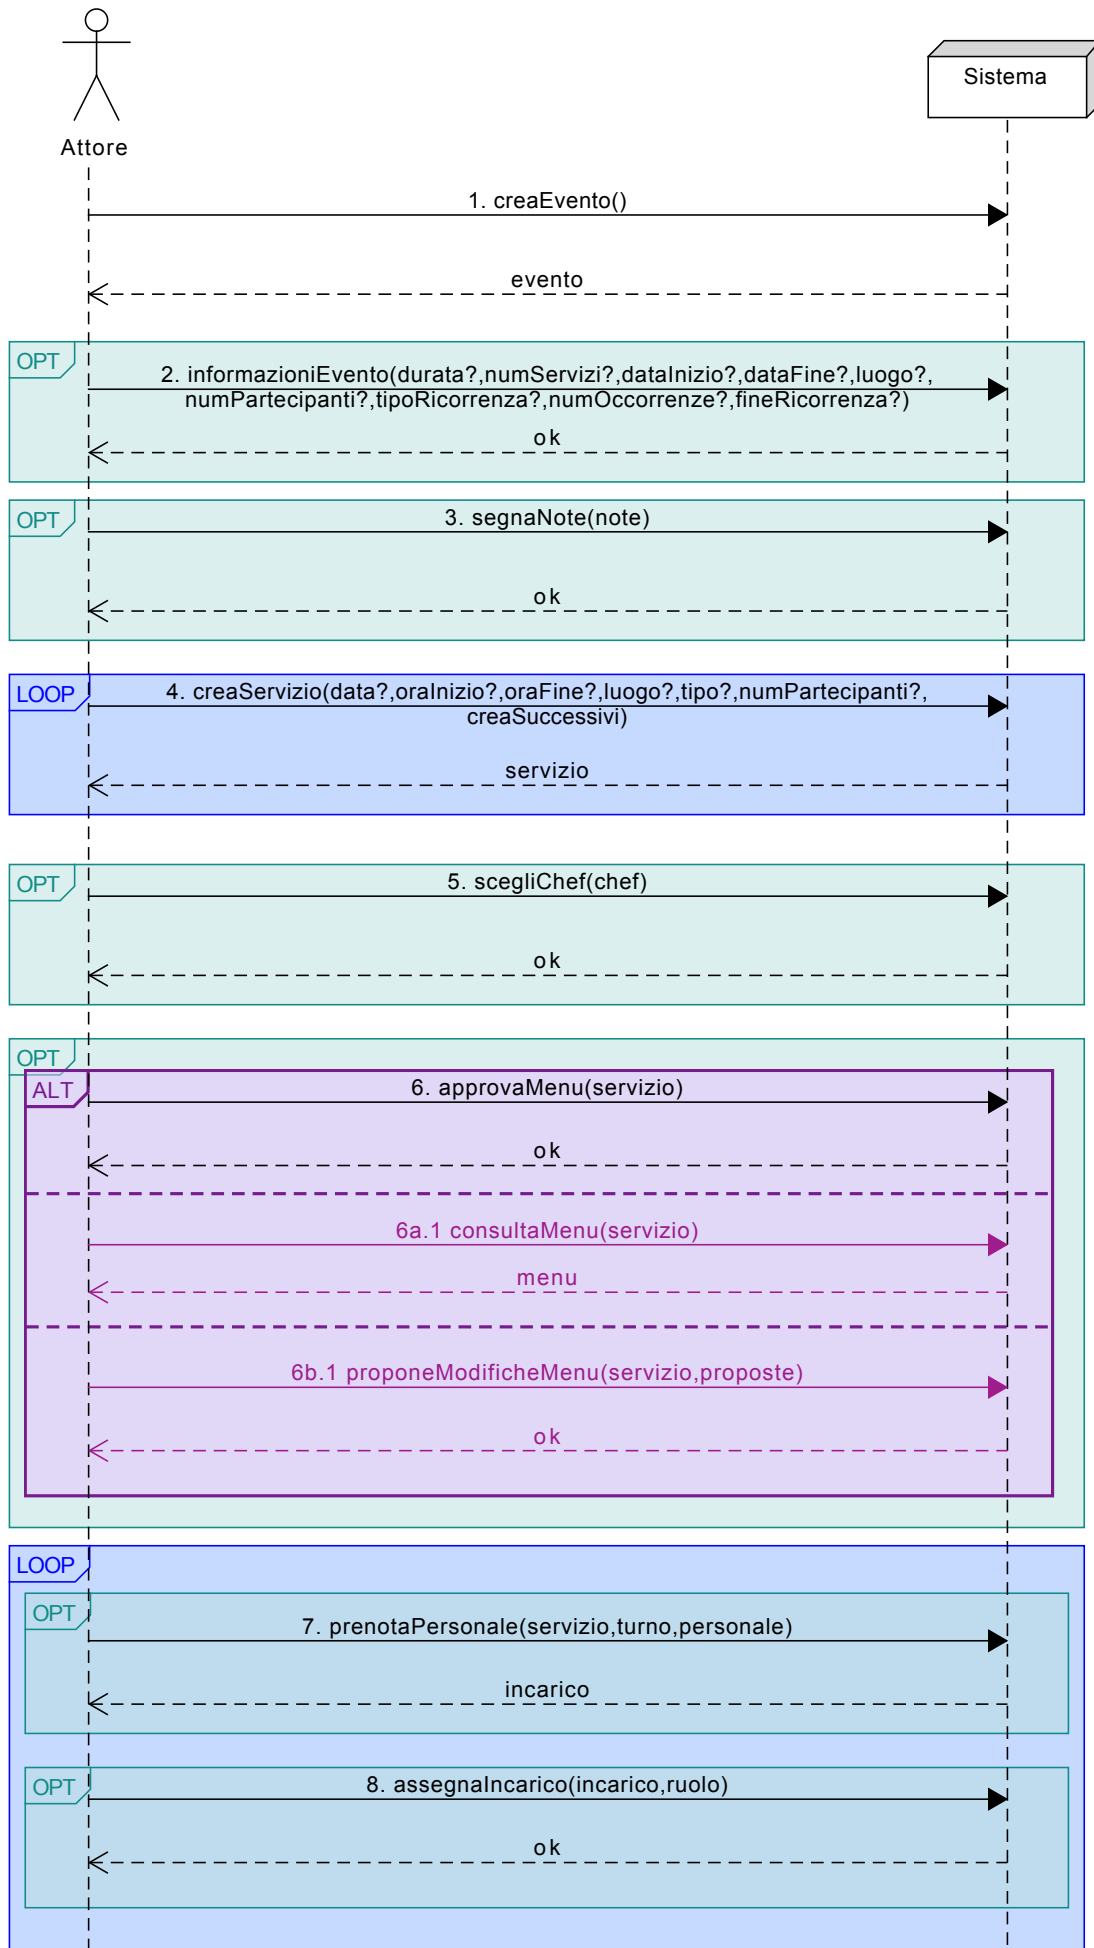 Sistema
Attore
1. creaEvento()
evento
OPT
2. informazioniEvento(durata?,numServizi?,dataInizio?,dataFine?,luogo?,
numPartecipanti?,tipoRicorrenza?,numOccorrenze?,fineRicorrenza?)
ok
OPT
3. segnaNote(note)
ok
LOOP
4. creaServizio(data?,oraInizio?,oraFine?,luogo?,tipo?,numPartecipanti?,
creaSuccessivi)
servizio
OPT
5. scegliChef(chef)
ok
OPT
ALT
6. approvaMenu(servizio)
ok
6a.1 consultaMenu(servizio)
menu
6b.1 proponeModificheMenu(servizio,proposte)
ok
LOOP
OPT
7. prenotaPersonale(servizio,turno,personale)
incarico
OPT
8. assegnaIncarico(incarico,ruolo)
ok